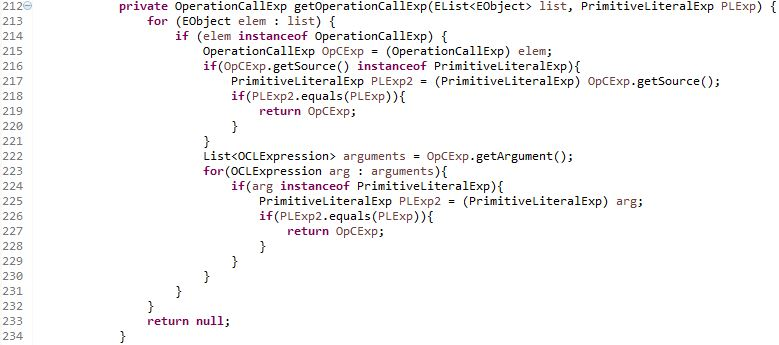 212 private OperationCallExp getOperationCallExp(EList<EObject> list, PrimitiveLiteralExp PLExp) {
213 for (EObject elem : list) {
214 if (elem instanceof OperationCallExp) {
215 OperationCallExp OpCExp = (OperationCallExp) elem;
216 if(OpCExp.getSource() instanceof PrimitiveLiteralExp){
217 PrimitiveLiteralExp PLExp2 = (PrimitiveLiteralExp) OpCExp.getSource();
218 if(PLExp2.equals(PLExp)){
219 return OpCExp;
220 }
221 }
222 List<OCLExpression> arguments = OpCExp.getArgument();
223 for(OCLExpression arg : arguments){
224 if(arg instanceof PrimitiveLiteralExp){
225 PrimitiveLiteralExp PLExp2 = (PrimitiveLiteralExp) arg;
226 if(PLExp2.equals(PLExp)){
227 return OpCExp;
228 }
229 }
230 }
231 }
232 }
233 return null;
234 }